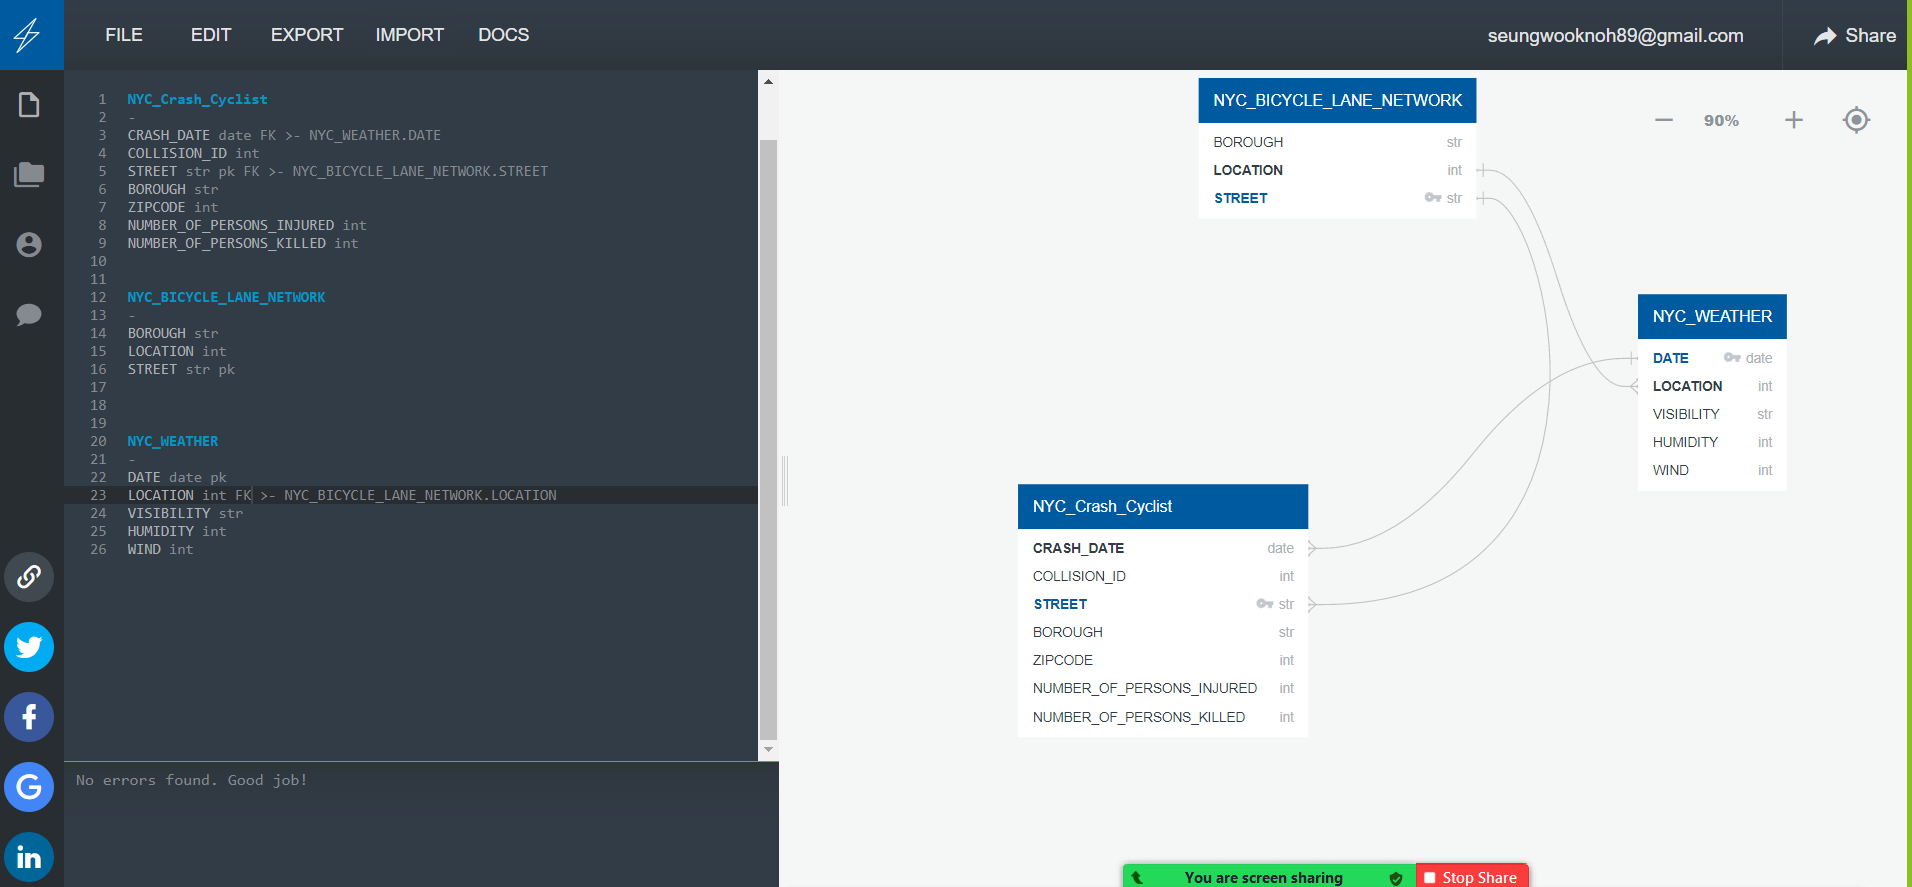 FILE EDIT EXPORT IMPORT DOCS
seungwooknoh89@gmail.com
Share
1 NYC_Crash_Cyclist
2 -
3 CRASH_DATE date FK >- NYC_WEATHER.DATE
4 COLLISION_ID int
5 STREET str pk FK >- NYC_BICYCLE_LANE_NETWORK.STREET
6 BOROUGH str
7 ZIPCODE int
8 NUMBER_OF_PERSONS_INJURED int
9 NUMBER_OF_PERSONS_KILLED int
10
11
12 NYC_BICYCLE_LANE_NETWORK
13 -
14 BOROUGH str
15 LOCATION int
16 STREET str pk
17
18
19
20 NYC_WEATHER
21 -
22 DATE date pk
23 LOCATION int FK >- NYC_BICYCLE_LANE_NETWORK.LOCATION
24 VISIBILITY str
25 HUMIDITY int
26 WIND int
No errors found. Good job!
NYC_BICYCLE_LANE_NETWORK
BOROUGH str
LOCATION int
STREET str
90%
NYC_WEATHER
DATE date
LOCATION int
VISIBILITY str
HUMIDITY int
WIND int
NYC_Crash_Cyclist
CRASH_DATE date
COLLISION_ID int
STREET str
BOROUGH str
ZIPCODE int
NUMBER_OF_PERSONS_INJURED int
NUMBER_OF_PERSONS_KILLED int
You are screen sharing
Stop Share
f
G
in